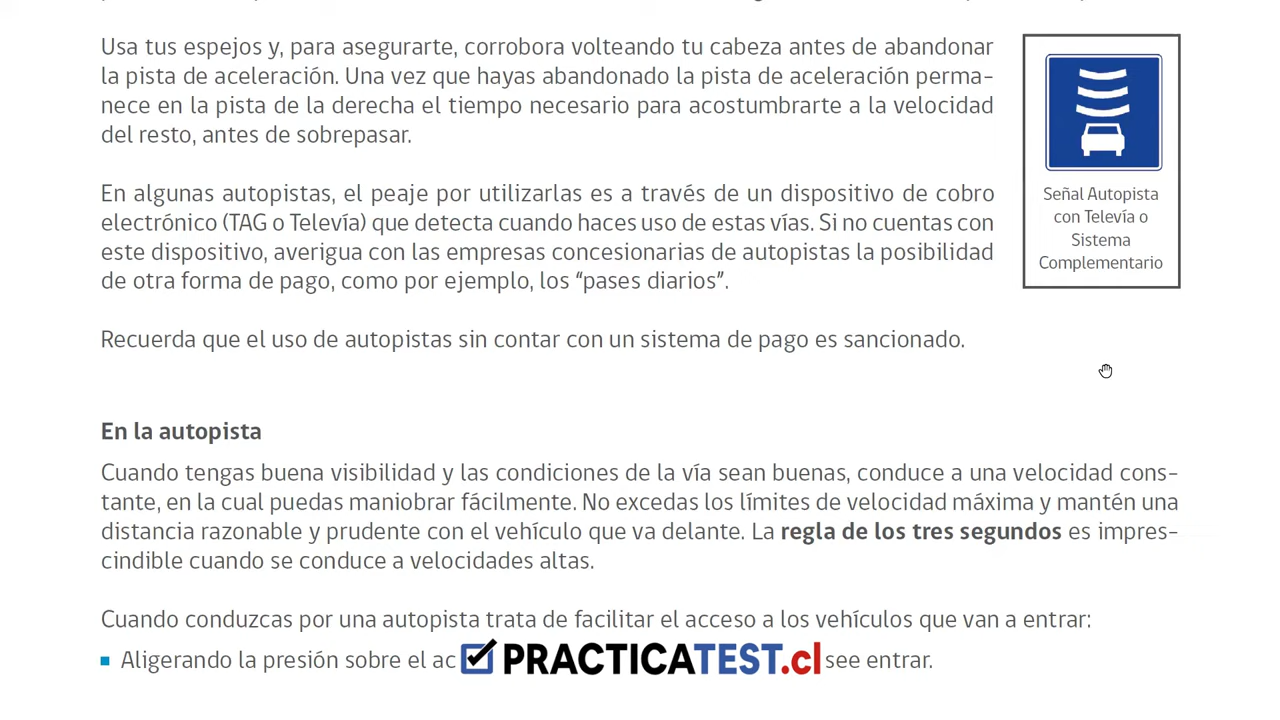 Usa tus espejos y, para asegurarte, corrobora volteando tu cabeza antes de abandonar
la pista de aceleración. Una vez que hayas abandonado la pista de aceleración perma-
nece en la pista de la derecha el tiempo necesario para acostumbrarte a la velocidad
del resto, antes de sobrepasar.
En algunas autopistas, el peaje por utilizarlas es a través de un dispositivo de cobro
electrónico (TAG o Televía) que detecta cuando haces uso de estas vías. Si no cuentas con
este dispositivo, averigua con las empresas concesionarias de autopistas la posibilidad
de otra forma de pago, como por ejemplo, los “pases diarios”.
Señal Autopista
con Televía o
Sistema
Complementario
Recuerda que el uso de autopistas sin contar con un sistema de pago es sancionado.
En la autopista
Cuando tengas buena visibilidad y las condiciones de la vía sean buenas, conduce a una velocidad cons-
tante, en la cual puedas maniobrar fácilmente. No excedas los límites de velocidad máxima y mantén una
distancia razonable y prudente con el vehículo que va delante. La regla de los tres segundos es impres-
cindible cuando se conduce a velocidades altas.
Cuando conduzcas por una autopista trata de facilitar el acceso a los vehículos que van a entrar:
Aligerando la presión sobre el ac PRACTICATEST.cl see entrar.